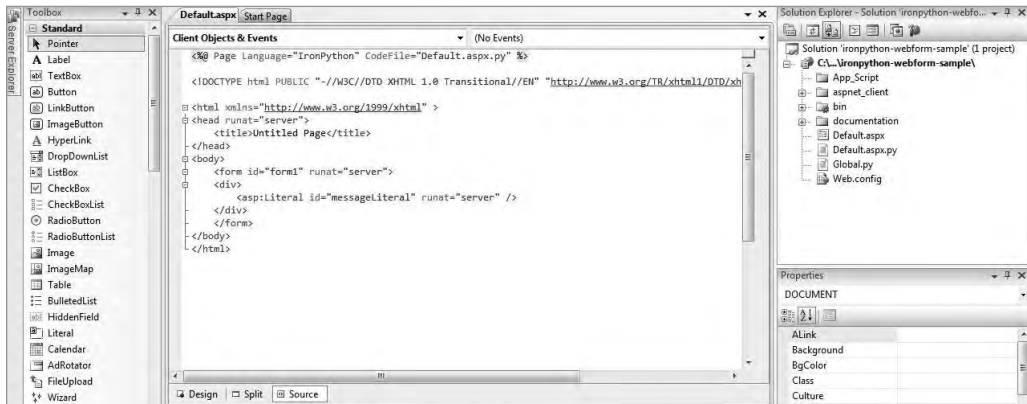 Server Explorer
Toolbox
Standard
Pointer
Label
TextBox
Button
LinkButton
ImageButton
HyperLink
DropDownList
ListBox
CheckBox
CheckBoxList
RadioButton
RadioButtonList
Image
ImageMap
Table
BulletedList
HiddenField
Literal
Calendar
AdRotator
FileUpload
Wizard
Default.aspx Start Page
Client Objects & Events (No Events)
<%@ Page Language="IronPython" CodeFile="Default.aspx.py" %>
<!DOCTYPE html PUBLIC "-//W3C//DTD XHTML 1.0 Transitional//EN" "http://www.w3.org/TR/xhtml1/DTD/xh
<html xmlns="http://www.w3.org/1999/xhtml" >
<head runat="server">
<title>Untitled Page</title>
</head>
<body>
<form id="form1" runat="server">
<div>
<asp:Literal id="messageLiteral" runat="server" />
</div>
</form>
</body>
</html>
Design Split Source
Solution Explorer - Solution 'ironpython-webfo...
Solution 'ironpython-webform-sample' (1 project)
C:\...\ironpython-webform-sample\
App_Script
aspnet_client
bin
documentation
Default.aspx
Default.aspx.py
Global.py
Web.config
Properties
DOCUMENT
ALink
Background
BgColor
Class
Culture